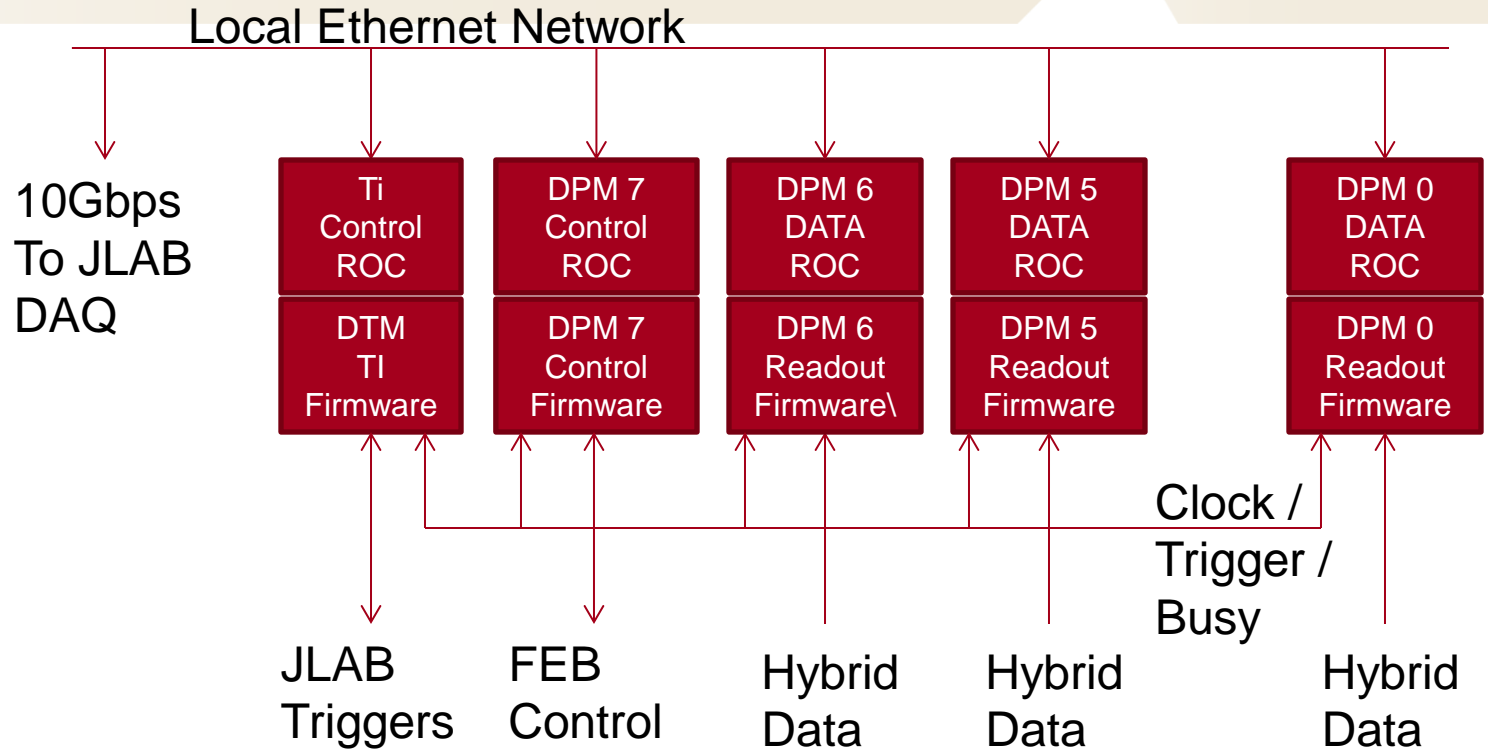 Local Ethernet Network
10Gbps
To JLAB
DAQ
Ti
Control
ROC
DTM
TI
Firmware
DPM 7
Control
ROC
DPM 7
Control
Firmware
DPM 6
DATA
ROC
DPM 6
Readout
Firmware\
DPM 5
DATA
ROC
DPM 5
Readout
Firmware
DPM 0
DATA
ROC
DPM 0
Readout
Firmware
Clock /
Trigger /
Busy
JLAB
Triggers
FEB
Control
Hybrid
Data
Hybrid
Data
Hybrid
Data